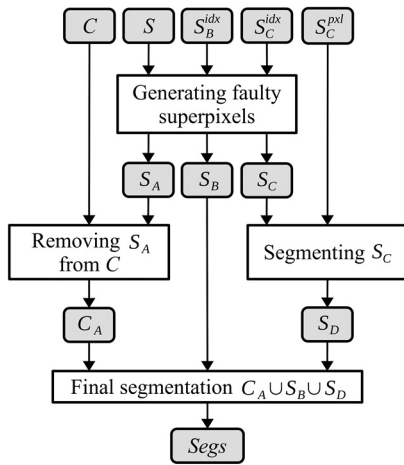 C S S_B^{idx} S_C^{idx} S_C^{pxl}
Generating faulty
superpixels
S_A S_B S_C
Removing S_A
from C
Segmenting S_C
C_A S_D
Final segmentation C_A∪S_B∪S_D
Segs